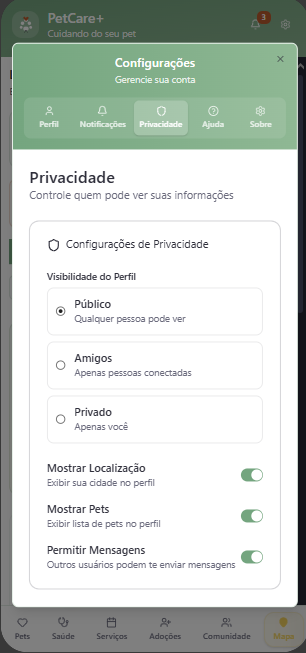 PetCare+
3
Cuidando do seu pet
Configurações
Gerencie sua conta
Perfil
Notificações
Privacidade
Ajuda
Sobre
Privacidade
Controle quem pode ver suas informações
Configurações de Privacidade
Visibilidade do Perfil
Público
Qualquer pessoa pode ver
Amigos
Apenas pessoas conectadas
Privado
Apenas você
Mostrar Localização
Exibir sua cidade no perfil
Mostrar Pets
Exibir lista de pets no perfil
Permitir Mensagens
Outros usuários podem te enviar mensagens
Pets
Saúde
Serviços
Adoções
Comunidade
Mapa